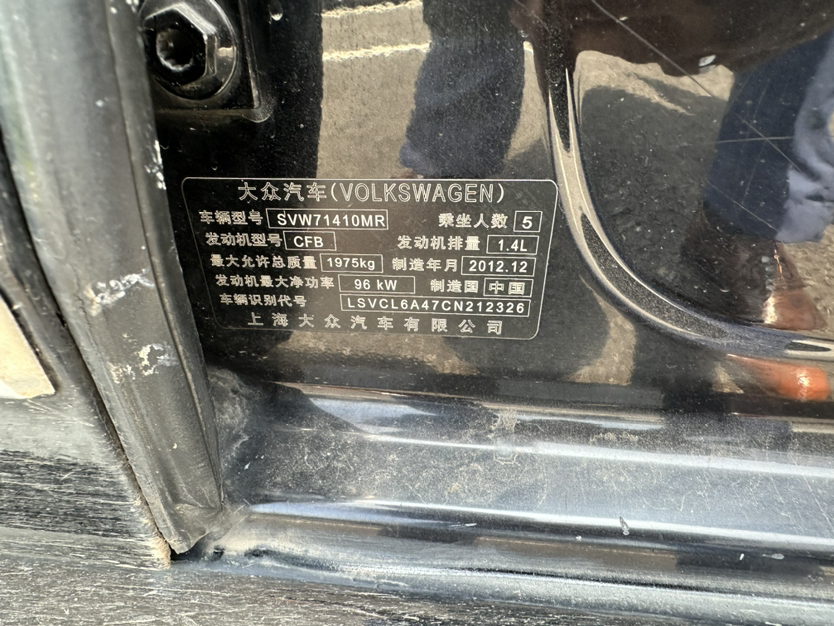 大众汽车(VOLKSWAGEN)
车辆型号 SVW71410MR 乘坐人数 5
发动机型号 CFB 发动机排量 1.4L
最大允许总质量 1975kg 制造年月 2012.12
发动机最大净功率 96 kW 制造国 中国
车辆识别代号 LSVCL6A47CN212326
上海大众汽车有限公司